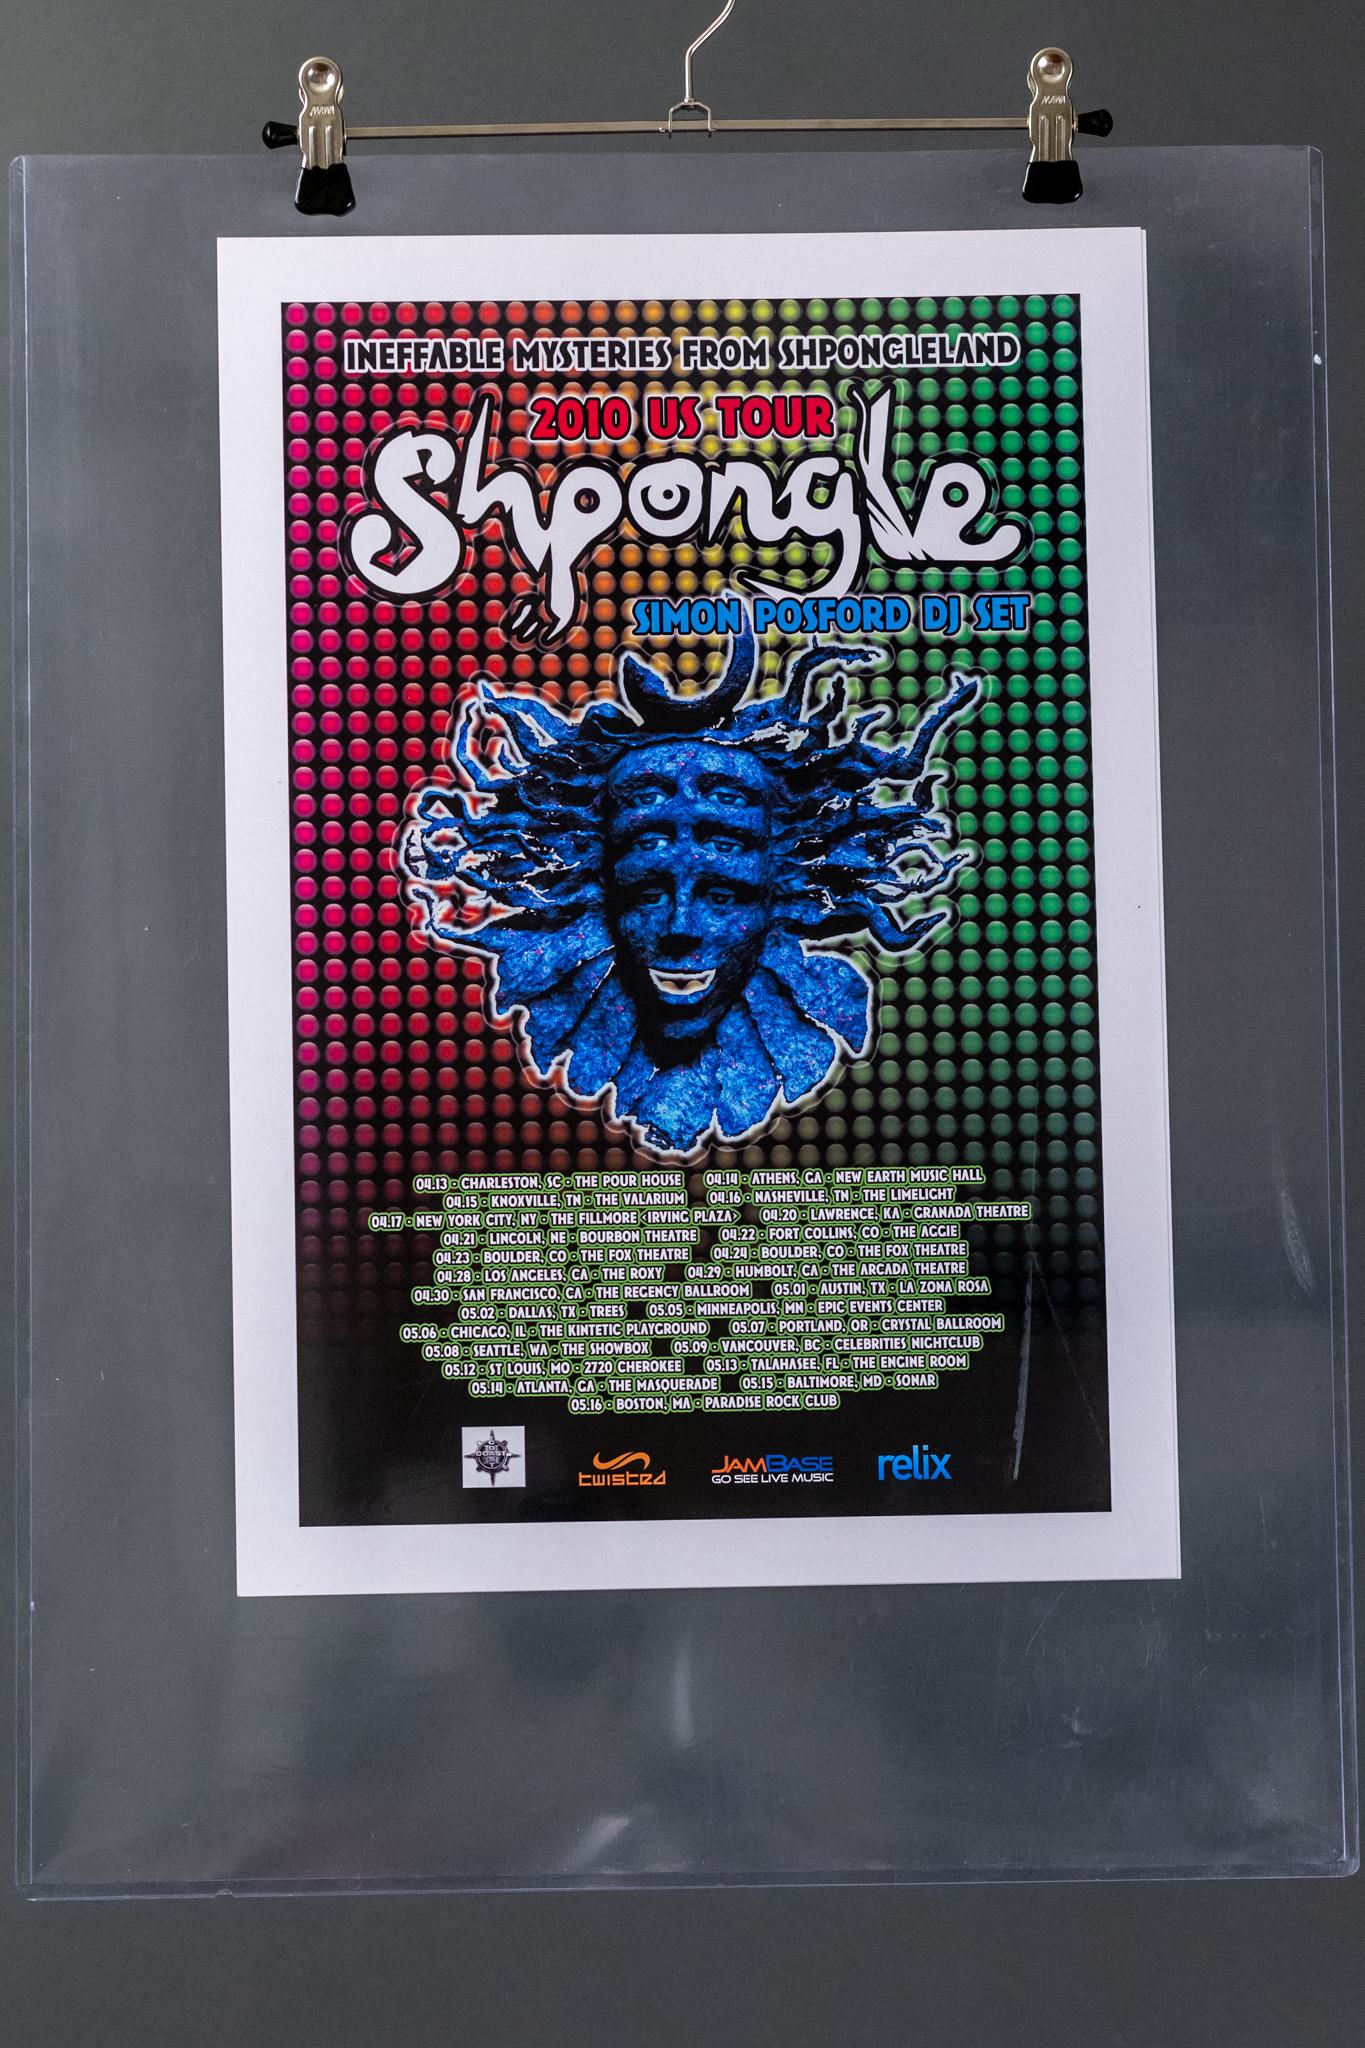 MAWA
MAWA
INEFFABLE MYSTERIES FROM SHPONGLELAND
2010 US TOUR
Shpongle
SIMON POSFORD DJ SET
04.13 • CHARLESTON, SC • THE POUR HOUSE 04.14 • ATHENS, GA • NEW EARTH MUSIC HALL
04.15 • KNOXVILLE, TN • THE VALARIUM 04.16 • NASHEVILLE, TN • THE LIMELIGHT
04.17 • NEW YORK CITY, NY • THE FILLMORE <IRVING PLAZA> 04.20 • LAWRENCE, KA • GRANADA THEATRE
04.21 • LINCOLN, NE • BOURBON THEATRE 04.22 • FORT COLLINS, CO • THE AGGIE
04.23 • BOULDER, CO • THE FOX THEATRE 04.24 • BOULDER, CO • THE FOX THEATRE
04.28 • LOS ANGELES, CA • THE ROXY 04.29 • HUMBOLT, CA • THE ARCADA THEATRE
04.30 • SAN FRANCISCO, CA • THE REGENCY BALLROOM 05.01 • AUSTIN, TX • LA ZONA ROSA
05.02 • DALLAS, TX • TREES 05.05 • MINNEAPOLIS, MN • EPIC EVENTS CENTER
05.06 • CHICAGO, IL • THE KINTETIC PLAYGROUND 05.07 • PORTLAND, OR • CRYSTAL BALLROOM
05.08 • SEATTLE, WA • THE SHOWBOX 05.09 • VANCOUVER, BC • CELEBRITIES NIGHTCLUB
05.12 • ST LOUIS, MO • 2720 CHEROKEE 05.13 • TALAHASEE, FL • THE ENGINE ROOM
05.14 • ATLANTA, GA • THE MASQUERADE 05.15 • BALTIMORE, MD • SONAR
05.16 • BOSTON, MA • PARADISE ROCK CLUB
twisted
JAMBASE
GO SEE LIVE MUSIC
relix